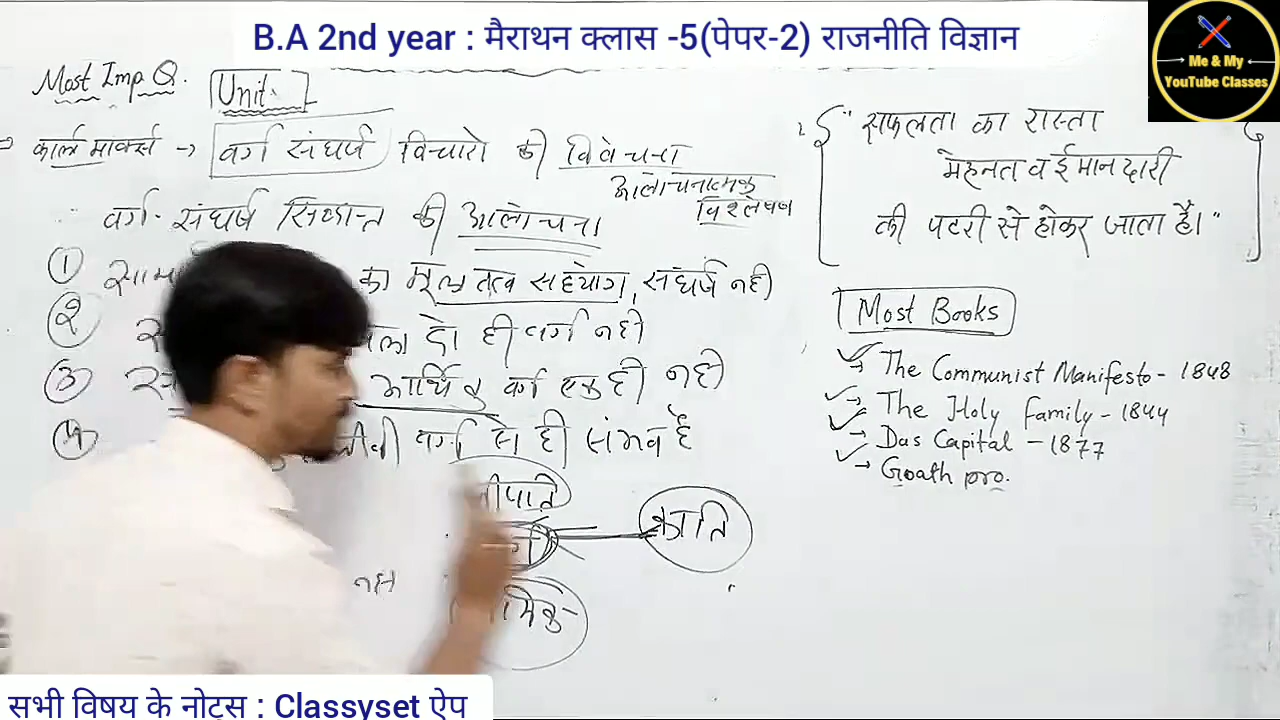 B.A 2nd year : मैराथन क्लास -5(पेपर-2) राजनीति विज्ञान
Me & My
YouTube Classes
Most Imp Q.
Unit-I
कार्ल मार्क्स → वर्ग संघर्ष विचारो की विवेचना
आलोचनात्मक
विश्लेषण
वर्ग-संघर्ष सिद्धान्त की आलोचना
① का मूल तत्व सहयोग, संघर्ष नही
② दो ही वर्ग नही
③ आर्थिक वर्ग एक ही नही
④ वर्ग से ही संभव है
क्रान्ति
नही
"सफलता का रास्ता
मेहनत व ईमानदारी
की पटरी से होकर जाता है।"
Most Books
→ The Communist Manifesto - 1848
→ The Holy Family - 1844
→ Das Capital - 1877
→ Goath pro.
सभी विषय के नोट्स : Classyset ऐप